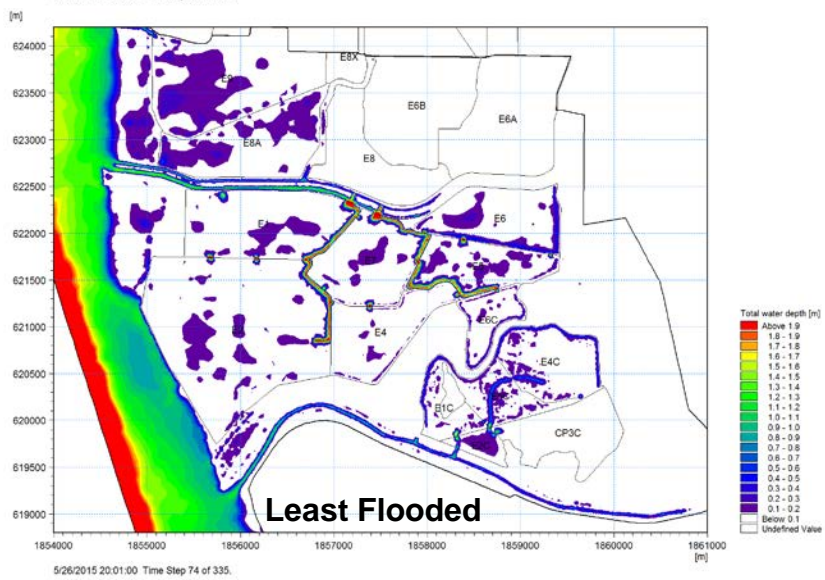 [m]
624000
623500
623000
622500
622000
621500
621000
620500
620000
619500
619000
1854000 1855000 1856000 1857000 1858000 1859000 1860000 1861000
[m]
E9
E8X
E6B
E6A
E8A
E8
E6
E4
E6C
E4C
E1C
CP3C
Least Flooded
Total water depth [m]
Above 1.9
1.8 - 1.9
1.7 - 1.8
1.6 - 1.7
1.5 - 1.6
1.4 - 1.5
1.3 - 1.4
1.2 - 1.3
1.1 - 1.2
1.0 - 1.1
0.9 - 1.0
0.8 - 0.9
0.7 - 0.8
0.6 - 0.7
0.5 - 0.6
0.4 - 0.5
0.3 - 0.4
0.2 - 0.3
0.1 - 0.2
Below 0.1
Undefined Value
5/26/2015 20:01:00 Time Step 74 of 335.